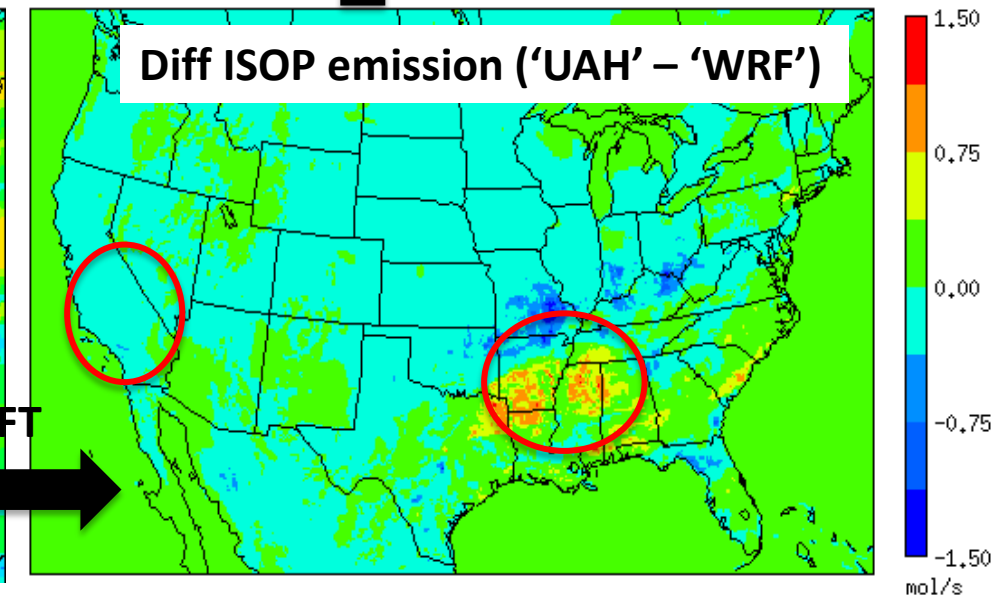 Diff ISOP emission (‘UAH’ – ‘WRF’)
1.50
0.75
0.00
-0.75
-1.50
mol/s
FT